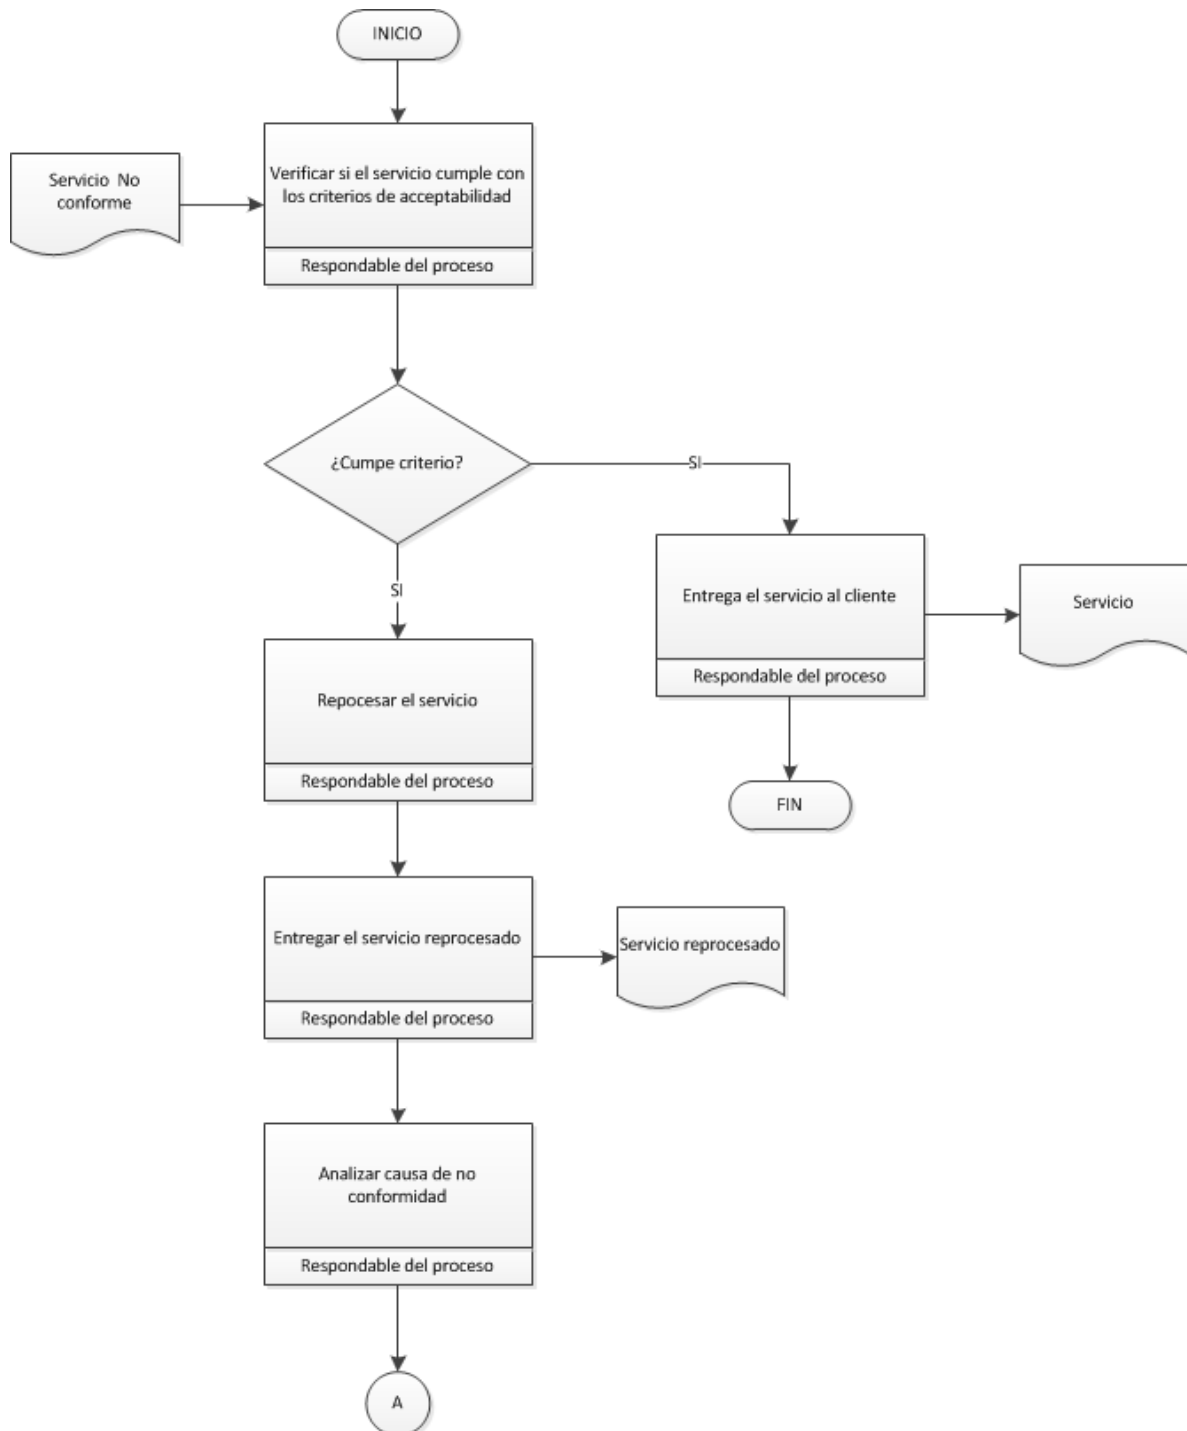 INICIO
Servicio No
conforme
Verificar si el servicio cumple con
los criterios de acceptabilidad
Respondable del proceso
¿Cumpe criterio?
SI
SI
Entrega el servicio al cliente
Respondable del proceso
Servicio
Repocesar el servicio
Respondable del proceso
FIN
Entregar el servicio reprocesado
Respondable del proceso
Servicio reprocesado
Analizar causa de no
conformidad
Respondable del proceso
A